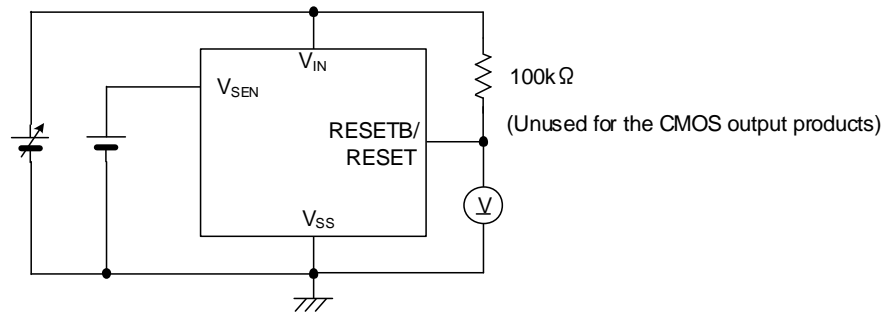 V_IN
V_SEN
100kΩ
(Unused for the CMOS output products)
RESETB/
RESET
V
V_SS